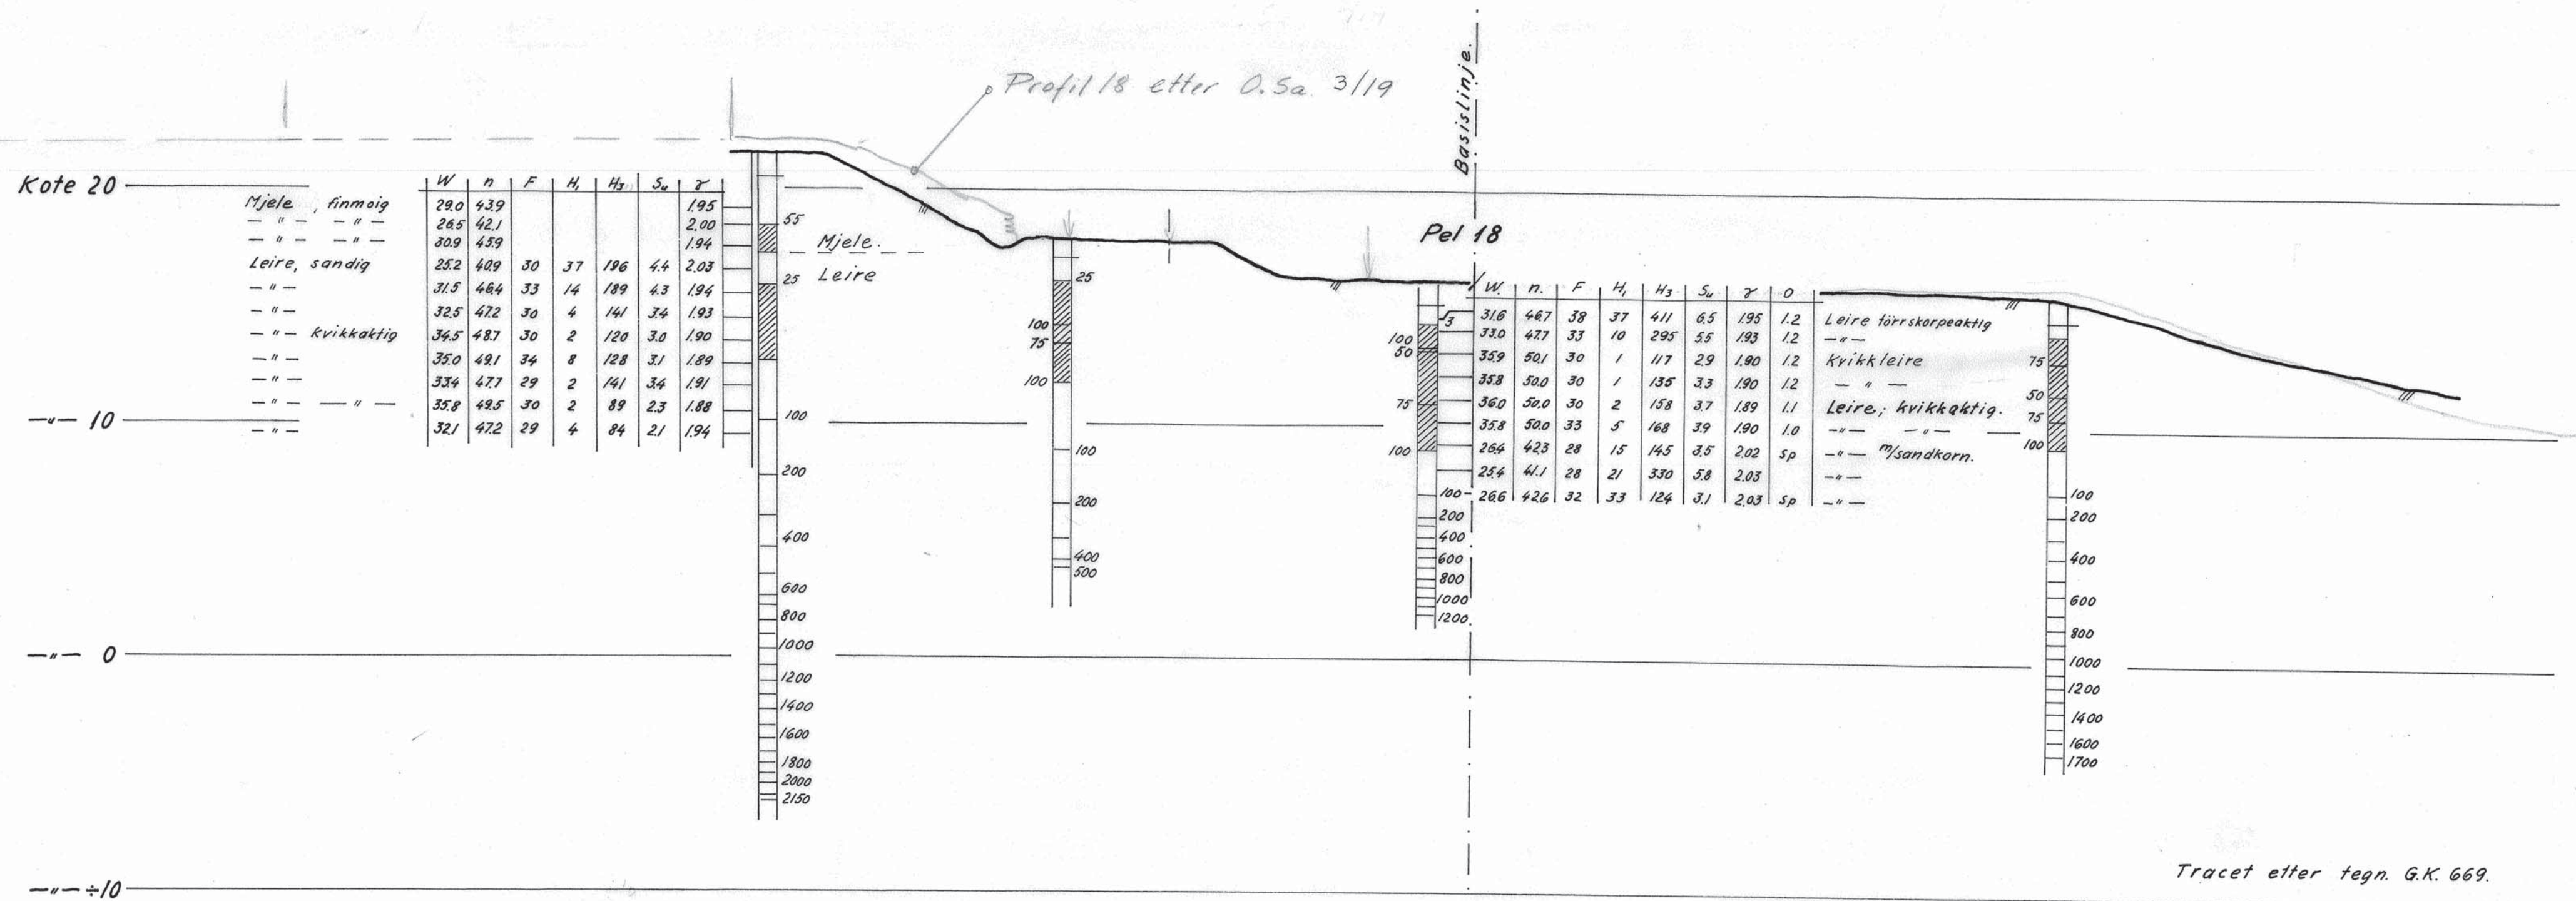 Profil 18 etter O. Sa. 3/19
Basislinje.
Kote 20
W n F H₁ H₃ Sᵤ γ
Mjele, finmoig 29.0 43.9 1.95
—"— —"— 26.5 42.1 2.00
—"— —"— 30.9 45.9 1.94
Leire, sandig 25.2 40.9 30 37 196 4.4 2.03
—"— 31.5 46.4 33 14 189 4.3 1.94
—"— 32.5 47.2 30 4 141 3.4 1.93
—"— kvikkaktig 34.5 48.7 30 2 120 3.0 1.90
—"— 35.0 49.1 34 8 128 3.1 1.89
—"— 33.4 47.7 29 2 141 3.4 1.91
—"— —"— 35.8 49.5 30 2 89 2.3 1.88
—"— 32.1 47.2 29 4 84 2.1 1.94
—"— 10
—"— 0
—"— ÷10
55
25
100
200
400
600
800
1000
1200
1400
1600
1800
2000
2150
Mjele.
Leire
25
100
75
100
100
200
400
500
Pel 18
100
50
75
100
100
200
400
600
800
1000
1200
W. n. F H₁ H₃ Sᵤ γ O
31.6 46.7 38 37 411 6.5 1.95 1.2 Leire törrskorpeaktig
33.0 47.7 33 10 295 5.5 1.93 1.2 —"—
35.9 50.1 30 1 117 2.9 1.90 1.2 Kvikkleire
35.8 50.0 30 1 135 3.3 1.90 1.2 —"—
36.0 50.0 30 2 158 3.7 1.89 1.1 Leire,; kvikkaktig.
35.8 50.0 33 5 168 3.9 1.90 1.0 —"— —"—
26.4 42.3 28 15 145 3.5 2.02 Sp —"— m/sandkorn.
25.4 41.1 28 21 330 5.8 2.03 —"—
26.6 42.6 32 33 124 3.1 2.03 Sp —"—
75
50
75
100
100
200
400
600
800
1000
1200
1400
1600
1700
Tracet etter tegn. G.K. 669.